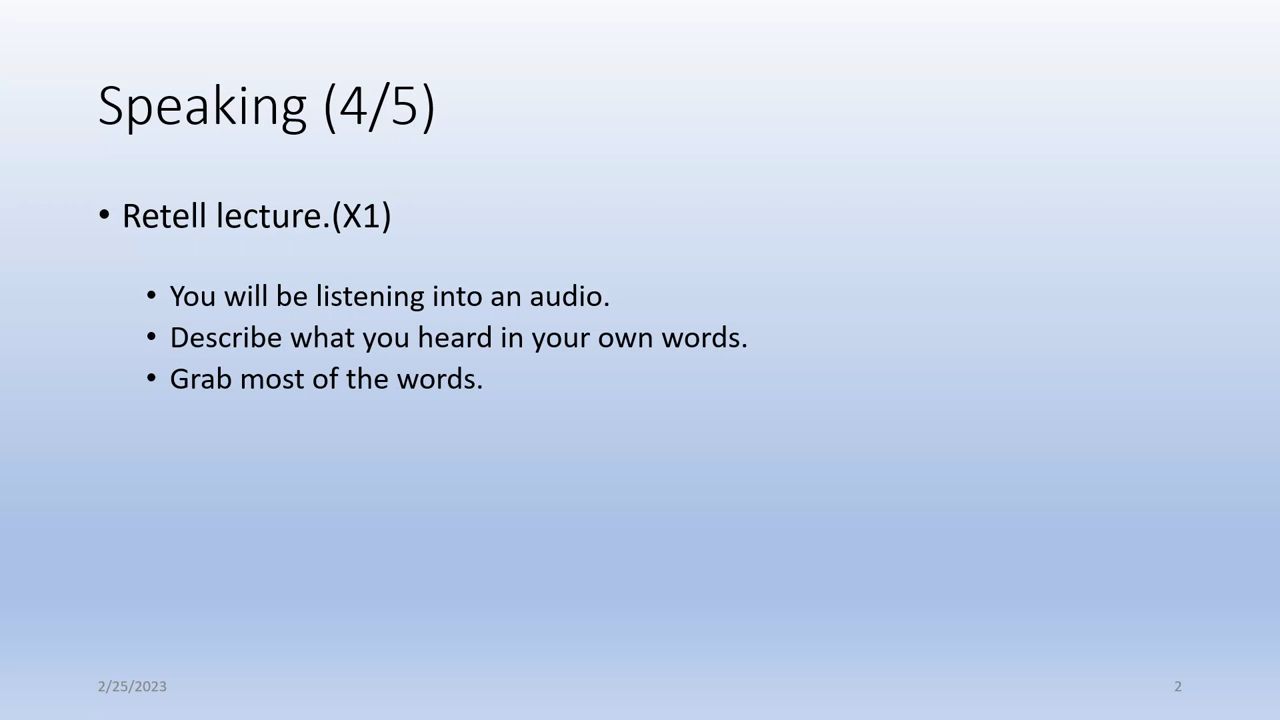 Speaking (4/5)
• Retell lecture.(X1)
• You will be listening into an audio.
• Describe what you heard in your own words.
• Grab most of the words.
2/25/2023
2